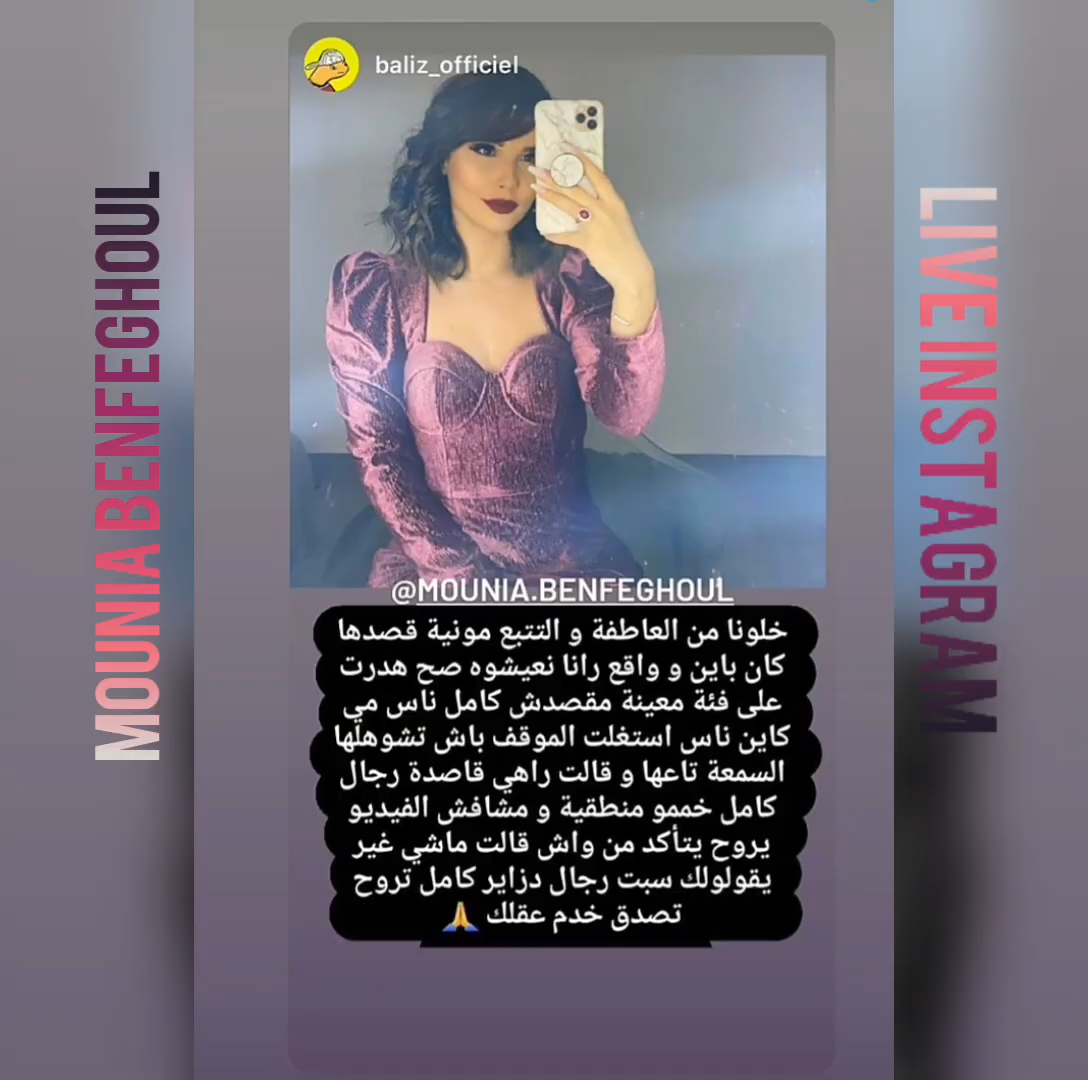 baliz_officiel
MOUNIA BENFEGHOUL
LIVE INSTAGRAM
@MOUNIA.BENFEGHOUL
خلونا من العاطفة و التتبع مونية قصدها
كان باين و واقع رانا نعيشوه صح هدرت
على فئة معينة مقصدش كامل ناس مي
كاين ناس استغلت الموقف باش تشوهلها
السمعة تاعها و قالت راهي قاصدة رجال
كامل خممو منطقية و مشافش الفيديو
يروح يتأكد من واش قالت ماشي غير
يقولولك سبت رجال دزاير كامل تروح
تصدق خدم عقلك 🙏